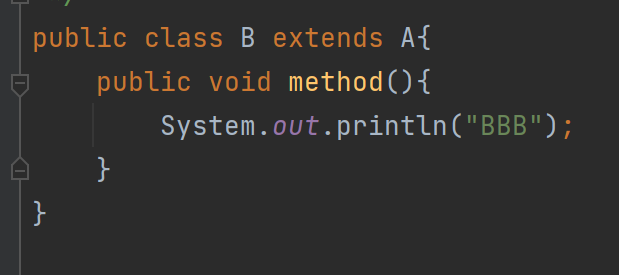 public class B extends A{
    public void method(){
        System.out.println("BBB");
    }
}